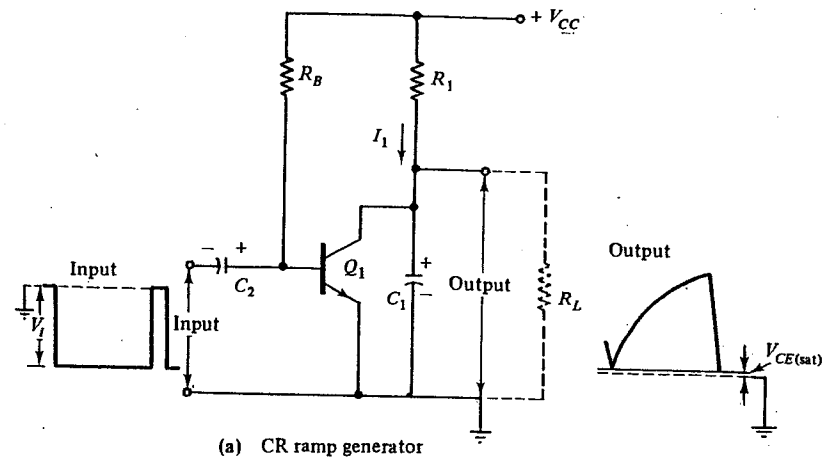 + V_CC
R_B
R_1
I_1
Input
V_I
- +
C_2
Input
Q_1
+
C_1
-
Output
R_L
Output
V_CE(sat)
(a) CR ramp generator